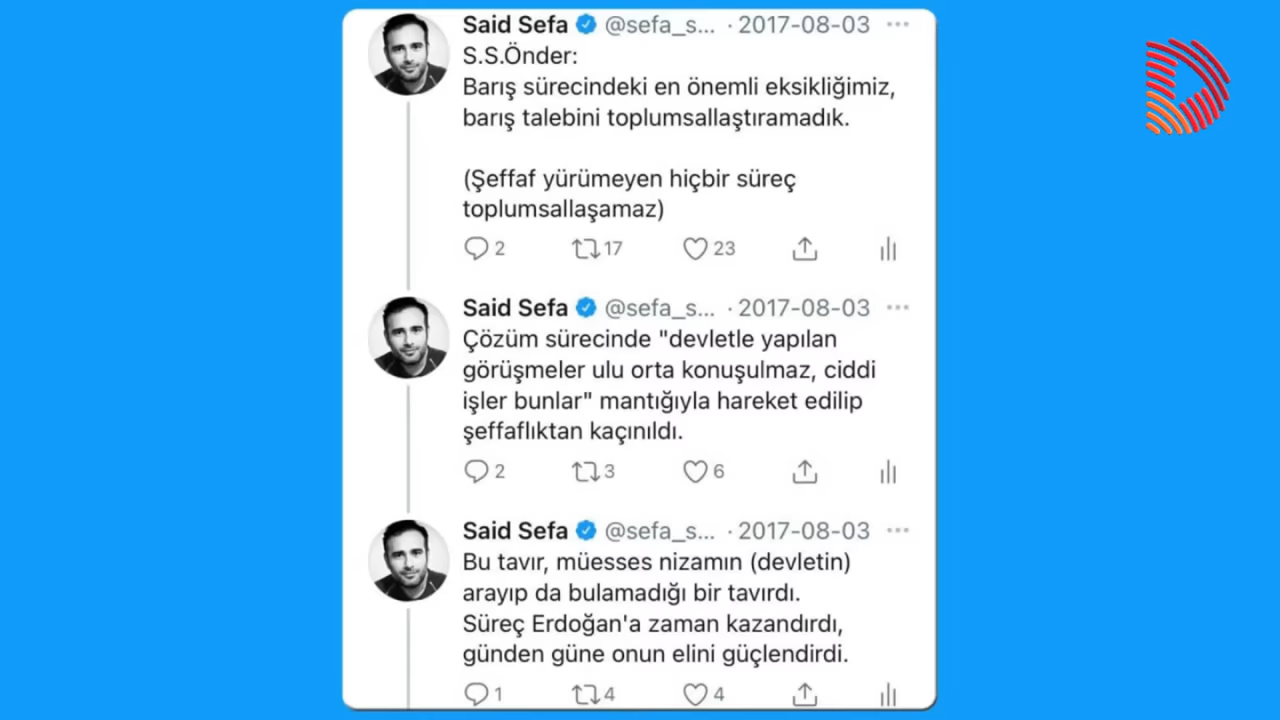 Said Sefa @sefa_s... · 2017-08-03 ...
S.S.Önder:
Barış sürecindeki en önemli eksikliğimiz,
barış talebini toplumsallaştıramadık.
(Şeffaf yürümeyen hiçbir süreç
toplumsallaşamaz)
2 17 23
Said Sefa @sefa_s... · 2017-08-03 ...
Çözüm sürecinde "devletle yapılan
görüşmeler ulu orta konuşulmaz, ciddi
işler bunlar" mantığıyla hareket edilip
şeffaflıktan kaçınıldı.
2 3 6
Said Sefa @sefa_s... · 2017-08-03 ...
Bu tavır, müesses nizamın (devletin)
arayıp da bulamadığı bir tavırdı.
Süreç Erdoğan'a zaman kazandırdı,
günden güne onun elini güçlendirdi.
1 4 4